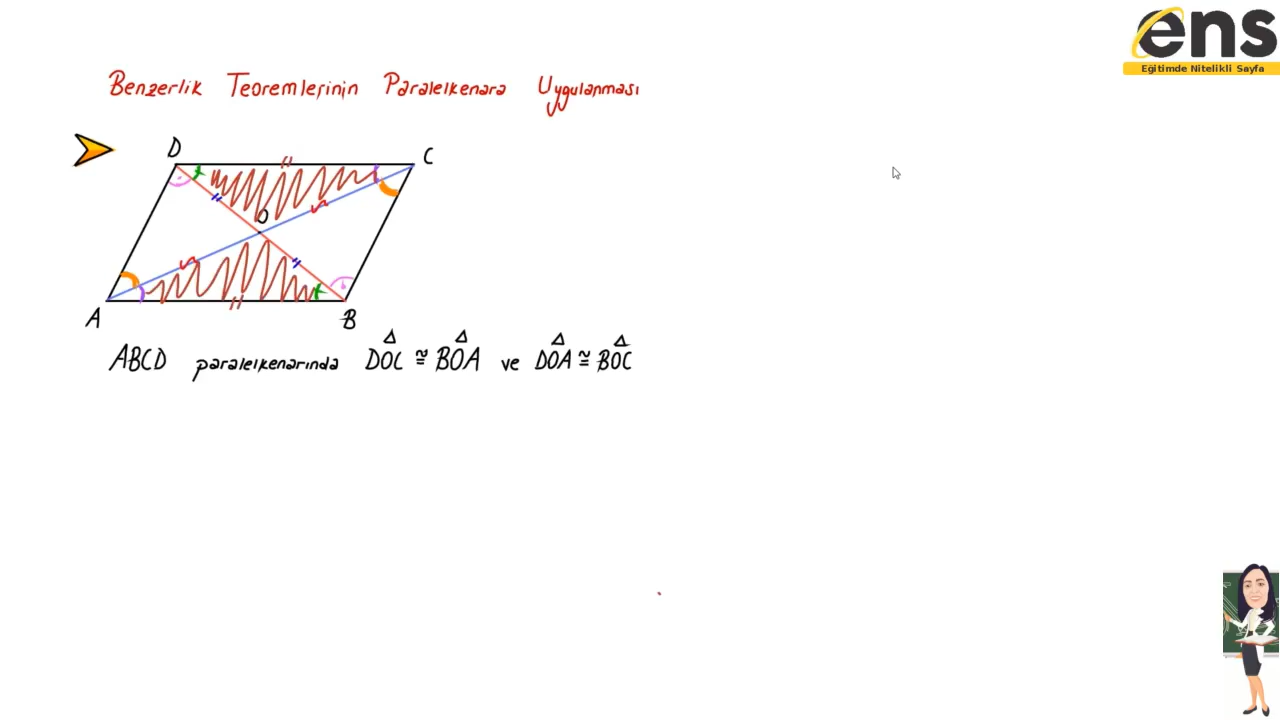 ens
Eğitimde Nitelikli Sayfa
Benzerlik Teoremlerinin Paralelkenara Uygulanması
D
C
O
A
B
ABCD paralelkenarında DOC ≅ BOA ve DOA ≅ BOC